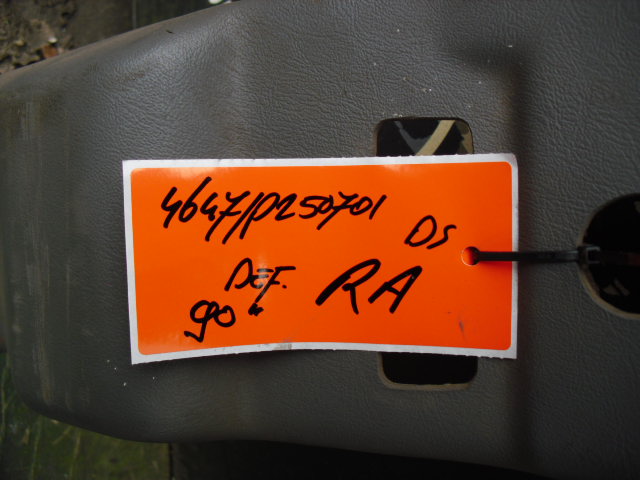 4647/P250701
DS
DEF. RA
90"